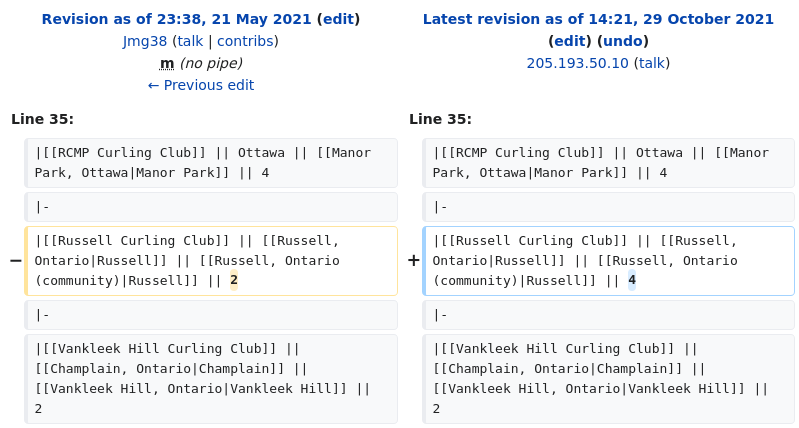 Revision as of 23:38, 21 May 2021 (edit)
Jmg38 (talk | contribs)
m (no pipe)
← Previous edit
Latest revision as of 14:21, 29 October 2021
(edit) (undo)
205.193.50.10 (talk)
Line 35:
Line 35:
|[[RCMP Curling Club]] || Ottawa || [[Manor
Park, Ottawa|Manor Park]] || 4
|[[RCMP Curling Club]] || Ottawa || [[Manor
Park, Ottawa|Manor Park]] || 4
|-
|-
−
|[[Russell Curling Club]] || [[Russell,
Ontario|Russell]] || [[Russell, Ontario
(community)|Russell]] || 2
+
|[[Russell Curling Club]] || [[Russell,
Ontario|Russell]] || [[Russell, Ontario
(community)|Russell]] || 4
|-
|-
|[[Vankleek Hill Curling Club]] ||
[[Champlain, Ontario|Champlain]] ||
[[Vankleek Hill, Ontario|Vankleek Hill]] ||
2
|[[Vankleek Hill Curling Club]] ||
[[Champlain, Ontario|Champlain]] ||
[[Vankleek Hill, Ontario|Vankleek Hill]] ||
2